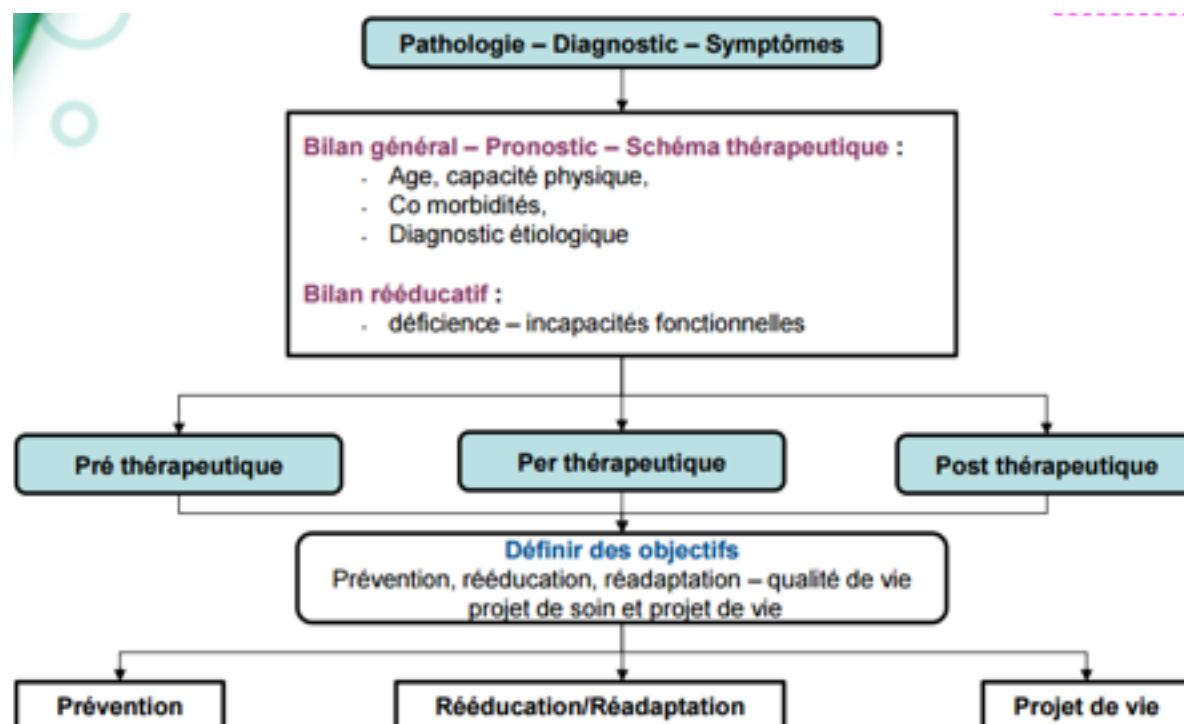 Pathologie – Diagnostic – Symptômes
Bilan général – Pronostic – Schéma thérapeutique :
- Age, capacité physique,
- Co morbidités,
- Diagnostic étiologique
Bilan rééducatif :
- déficience – incapacités fonctionnelles
Pré thérapeutique
Per thérapeutique
Post thérapeutique
Définir des objectifs
Prévention, rééducation, réadaptation – qualité de vie
projet de soin et projet de vie
Prévention
Rééducation/Réadaptation
Projet de vie